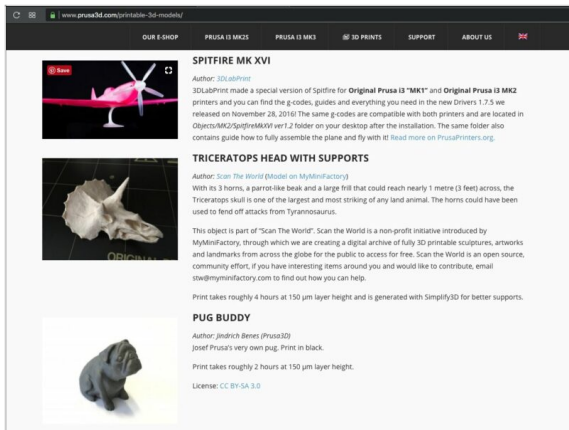 www.prusa3d.com/printable-3d-models/
OUR E-SHOP PRUSA I3 MK2S PRUSA I3 MK3 3D PRINTS SUPPORT ABOUT US
SPITFIRE MK XVI
Save
Author: 3DLabPrint
3DLabPrint made a special version of Spitfire for Original Prusa i3 "MK1" and Original Prusa i3 MK2
printers and you can find the g-codes, guides and everything you need in the new Drivers 1.7.5 we
released on November 28, 2016! The same g-codes are compatible with both printers and are located in
Objects/MK2/SpitfireMkXVI ver1.2 folder on your desktop after the installation. The same folder also
contains guide how to fully assemble the plane and fly with it! Read more on PrusaPrinters.org.
TRICERATOPS HEAD WITH SUPPORTS
Author: Scan The World (Model on MyMiniFactory)
With its 3 horns, a parrot-like beak and a large frill that could reach nearly 1 metre (3 feet) across, the
Triceratops skull is one of the largest and most striking of any land animal. The horns could have been
used to fend off attacks from Tyrannosaurus.
This object is part of "Scan The World". Scan the World is a non-profit initiative introduced by
MyMiniFactory, through which we are creating a digital archive of fully 3D printable sculptures, artworks
and landmarks from across the globe for the public to access for free. Scan the World is an open source,
community effort, if you have interesting items around you and would like to contribute, email
stw@myminifactory.com to find out how you can help.
Print takes roughly 4 hours at 150 μm layer height and is generated with Simplify3D for better supports.
ORIGINAL
PUG BUDDY
Author: Jindrich Benes (Prusa3D)
Josef Prusa's very own pug. Print in black.
Print takes roughly 2 hours at 150 μm layer height.
License: CC BY-SA 3.0